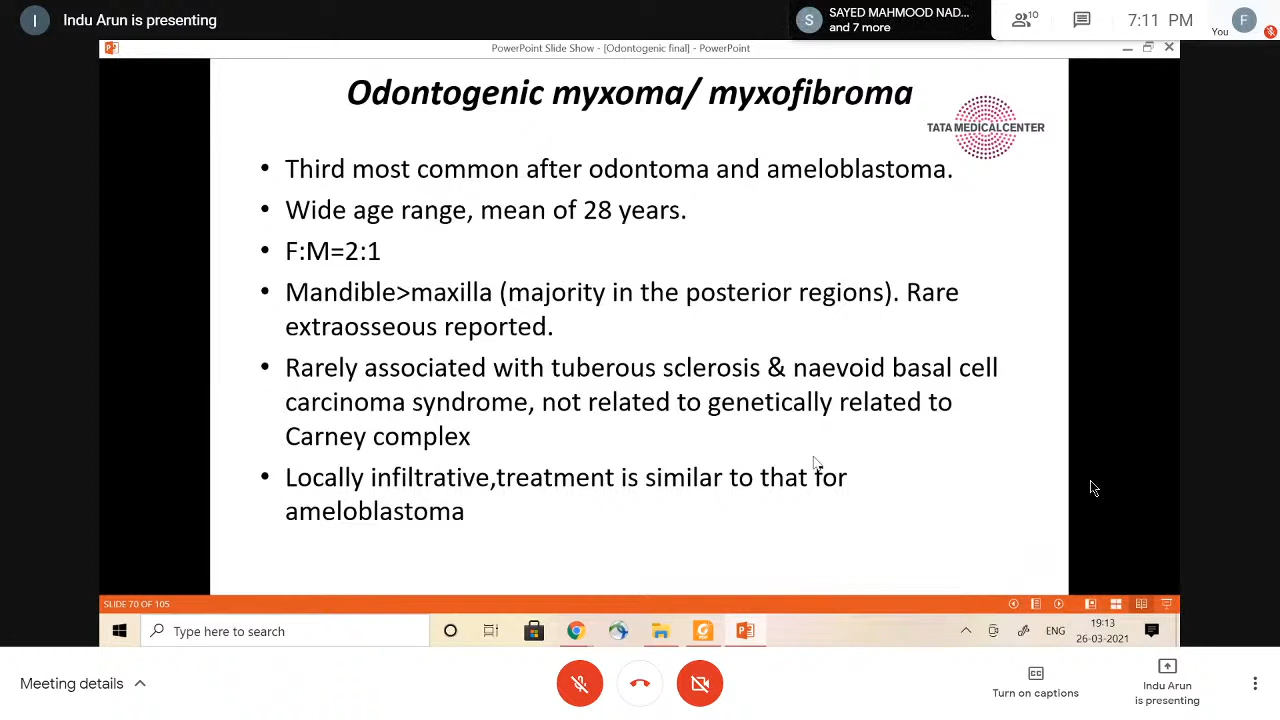 I
Indu Arun is presenting
S
SAYED MAHMOOD NAD...
and 7 more
10
7:11 PM
You
F
PowerPoint Slide Show - [Odontogenic final] - PowerPoint
Odontogenic myxoma/ myxofibroma
TATA MEDICAL CENTER
• Third most common after odontoma and ameloblastoma.
• Wide age range, mean of 28 years.
• F:M=2:1
• Mandible>maxilla (majority in the posterior regions). Rare
extraosseous reported.
• Rarely associated with tuberous sclerosis & naevoid basal cell
carcinoma syndrome, not related to genetically related to
Carney complex
• Locally infiltrative,treatment is similar to that for
ameloblastoma
SLIDE 70 OF 105
Type here to search
ENG
19:13
26-03-2021
Meeting details
CC
Turn on captions
Indu Arun
is presenting